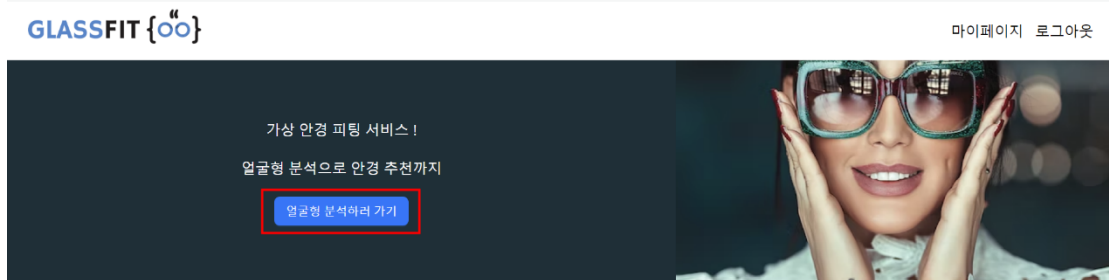 GLASSFIT
마이페이지 로그아웃
가상 안경 피팅 서비스 !
얼굴형 분석으로 안경 추천까지
얼굴형 분석하러 가기